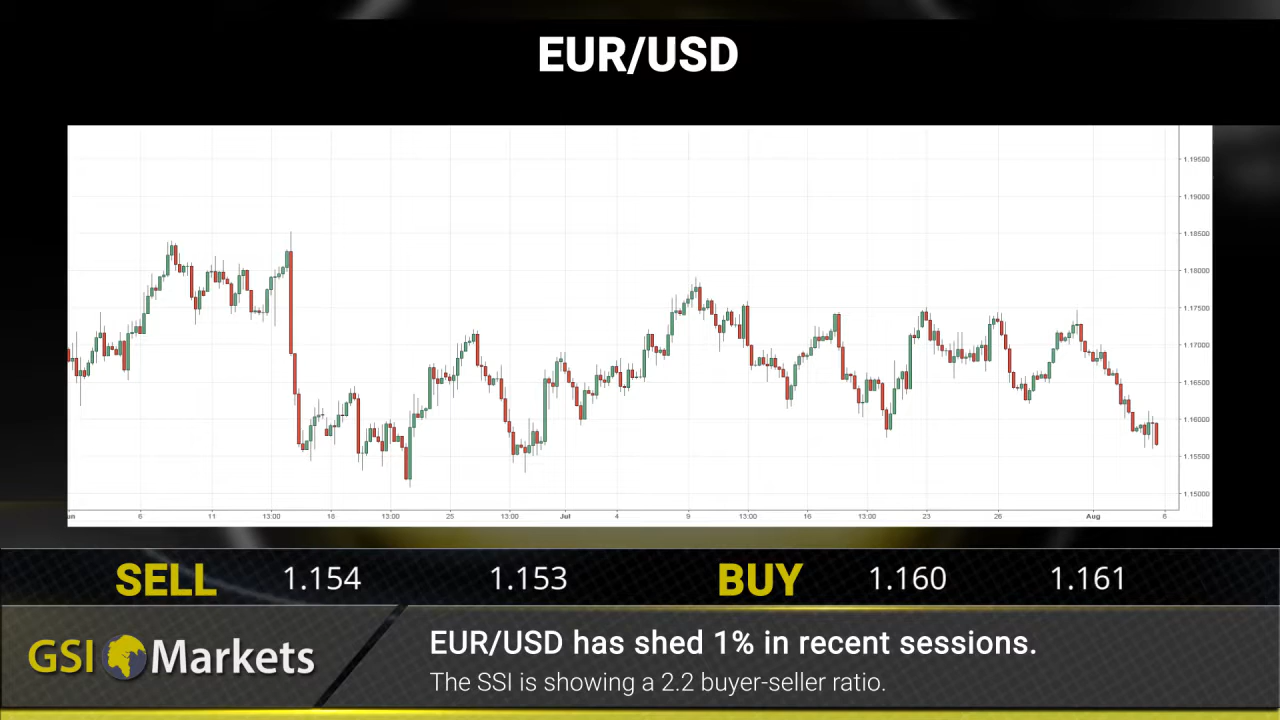 EUR/USD
1.19500
1.19000
1.18500
1.18000
1.17500
1.17000
1.16500
1.16000
1.15500
1.15000
un 6 11 13:00 18 13:00 25 13:00 Jul 4 9 13:00 16 13:00 23 26 Aug 6
SELL 1.154 1.153 BUY 1.160 1.161
GSI Markets
EUR/USD has shed 1% in recent sessions.
The SSI is showing a 2.2 buyer-seller ratio.